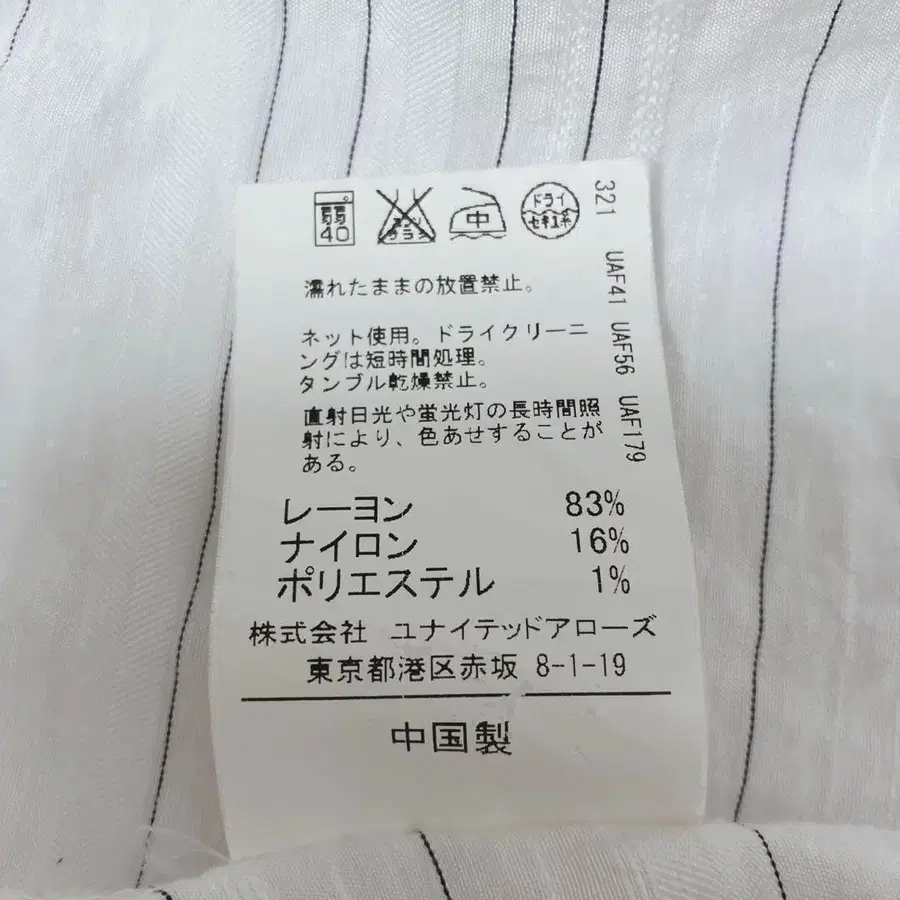 弱 40
エンソ サラシ
中
ドライ
セキユ系
濡れたままの放置禁止。
ネット使用。ドライクリーニ
ングは短時間処理。
タンブル乾燥禁止。
直射日光や蛍光灯の長時間照
射により、色あせすることが
ある。
レーヨン 83%
ナイロン 16%
ポリエステル 1%
株式会社 ユナイテッドアローズ
東京都港区赤坂 8-1-19
中国製
321 UAF41 UAF56 UAF179